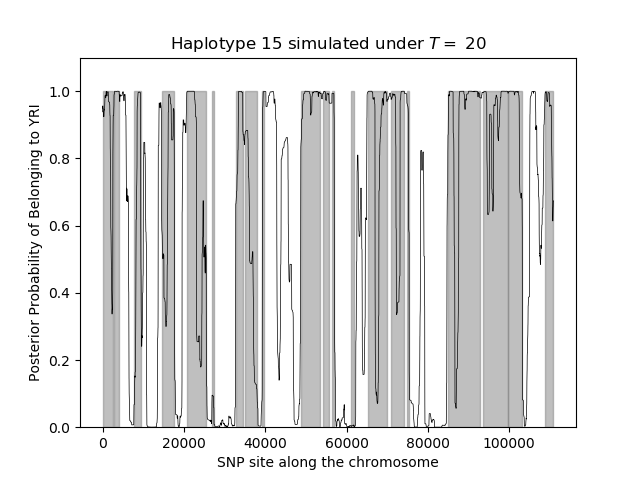 Haplotype 15 simulated under T = 20
Posterior Probability of Belonging to YRI
1.0
0.8
0.6
0.4
0.2
0.0
0 20000 40000 60000 80000 100000
SNP site along the chromosome